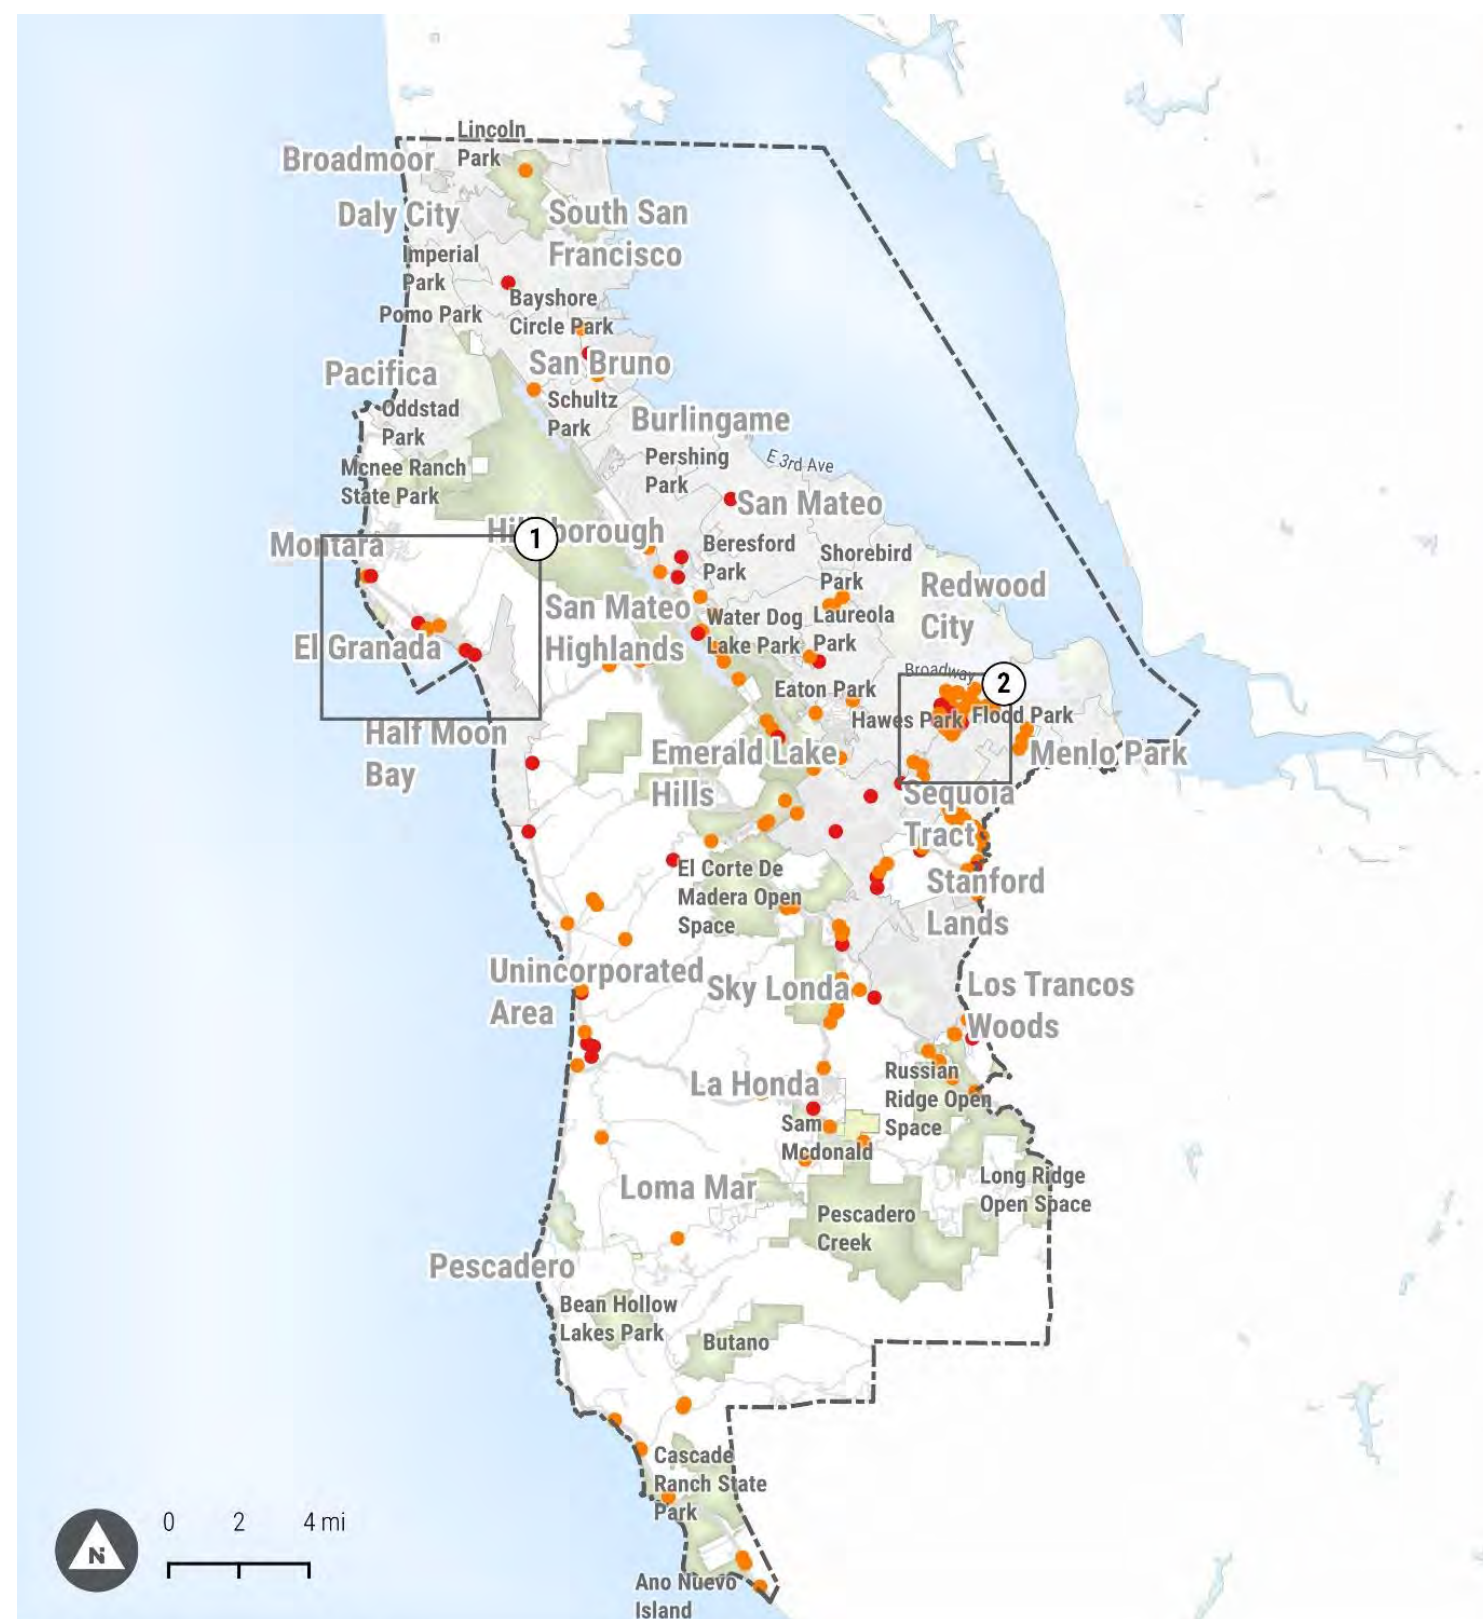 Lincoln
Park
Broadmoor
Daly City
South San
Francisco
Imperial
Park
Bayshore
Circle Park
Pomo Park
San Bruno
Pacifica
Schultz
Park
Oddstad
Park
Burlingame
Pershing
Park
E 3rd Ave
Mcnee Ranch
State Park
San Mateo
Hillsborough
1
Montara
Beresford
Park
Shorebird
Park
Redwood
City
San Mateo
Highlands
Water Dog
Lake Park
Laureola
Park
El Granada
Broadway
2
Eaton Park
Hawes Park
Flood Park
Half Moon
Bay
Emerald Lake
Hills
Menlo Park
Sequoia
Tract
El Corte De
Madera Open
Space
Stanford
Lands
Unincorporated
Area
Sky Londa
Los Trancos
Woods
La Honda
Russian
Ridge Open
Space
Sam
Mcdonald
Long Ridge
Open Space
Loma Mar
Pescadero
Creek
Pescadero
Bean Hollow
Lakes Park
Butano
Cascade
Ranch State
Park
Ano Nuevo
Island
N
0 2 4 mi